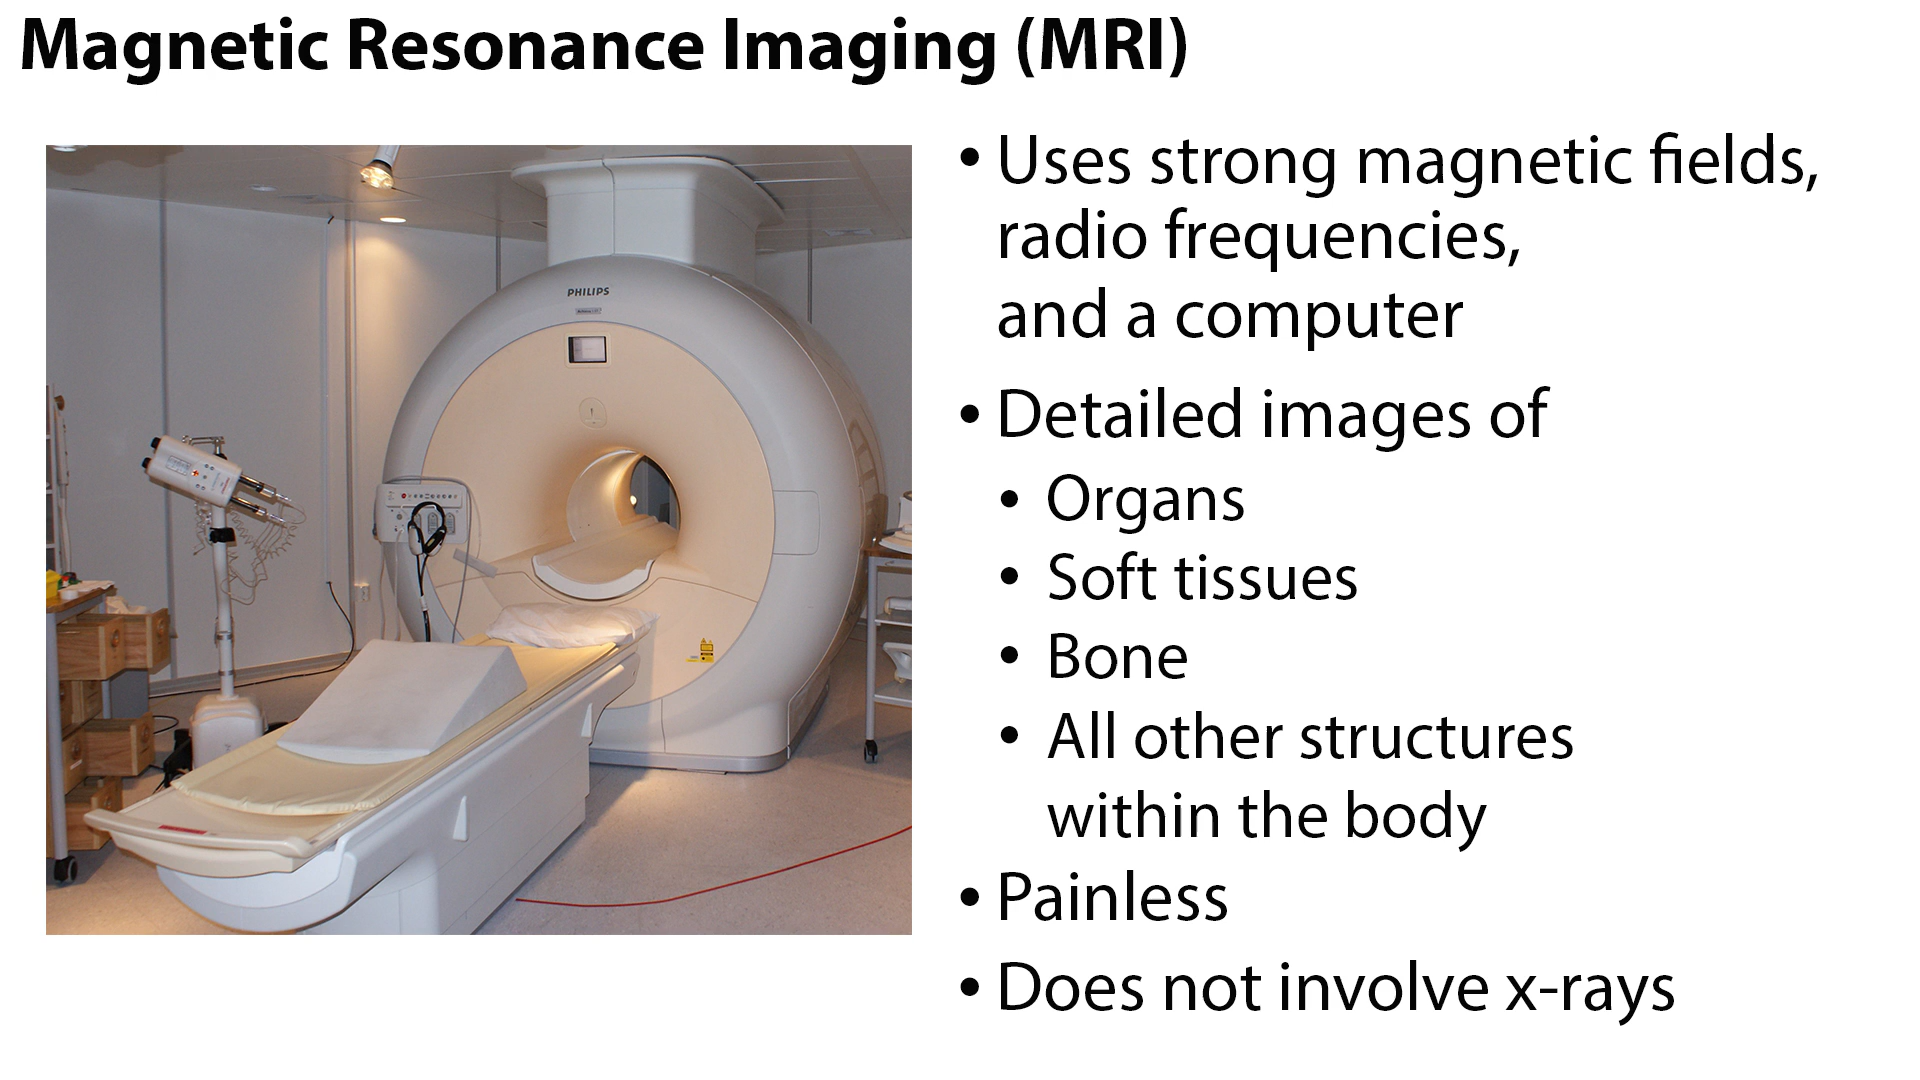 Magnetic Resonance Imaging (MRI)
PHILIPS
• Uses strong magnetic fields,
radio frequencies,
and a computer
• Detailed images of
• Organs
• Soft tissues
• Bone
• All other structures
within the body
• Painless
• Does not involve x-rays